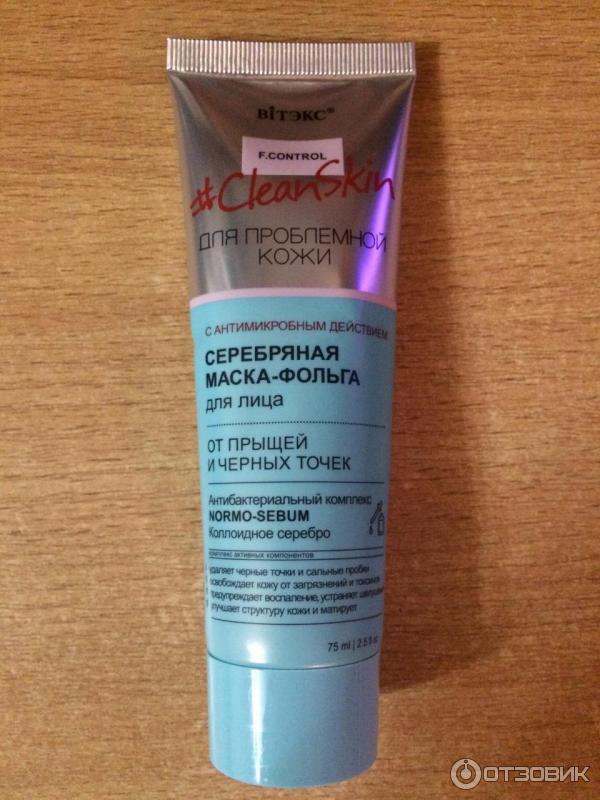 ВІТЭКС®
F.CONTROL
#CleanSkin
ДЛЯ ПРОБЛЕМНОЙ
КОЖИ
С АНТИМИКРОБНЫМ ДЕЙСТВИЕМ
СЕРЕБРЯНАЯ
МАСКА-ФОЛЬГА
для лица
ОТ ПРЫЩЕЙ
И ЧЕРНЫХ ТОЧЕК
Антибактериальный комплекс
NORMO-SEBUM
Коллоидное серебро
комплекс активных компонентов
удаляет черные точки и сальные пробки
освобождает кожу от загрязнений и токсинов
предупреждает воспаление, устраняет шелушение
улучшает структуру кожи и матирует
75 ml | 2.5 fl oz
ОТЗОВИК